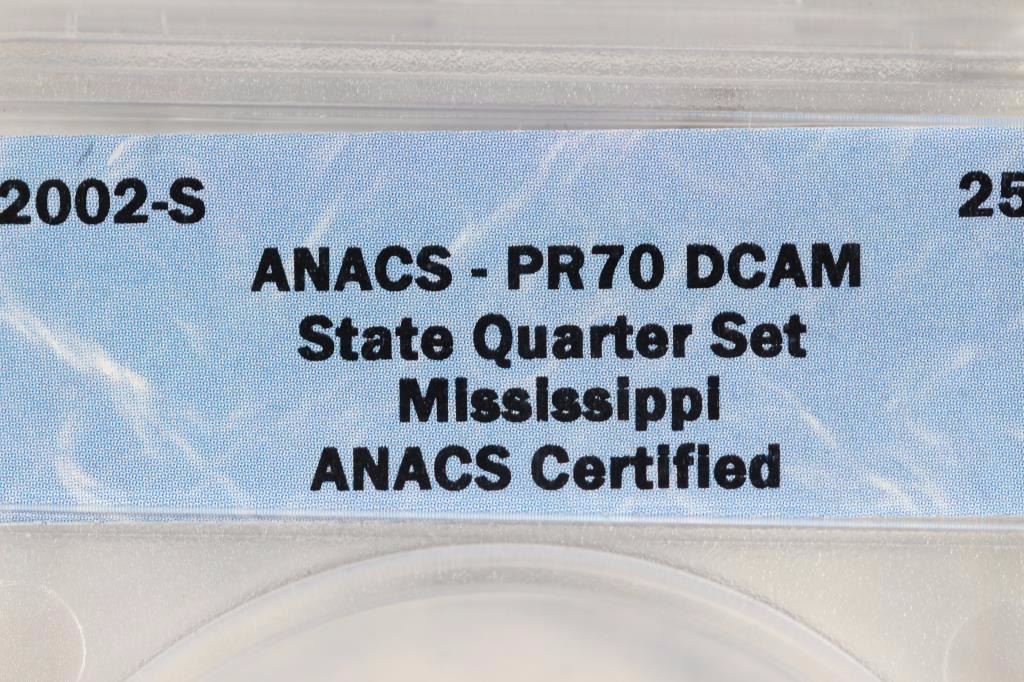 2002-S 25
ANACS - PR70 DCAM
State Quarter Set
Mississippi
ANACS Certified